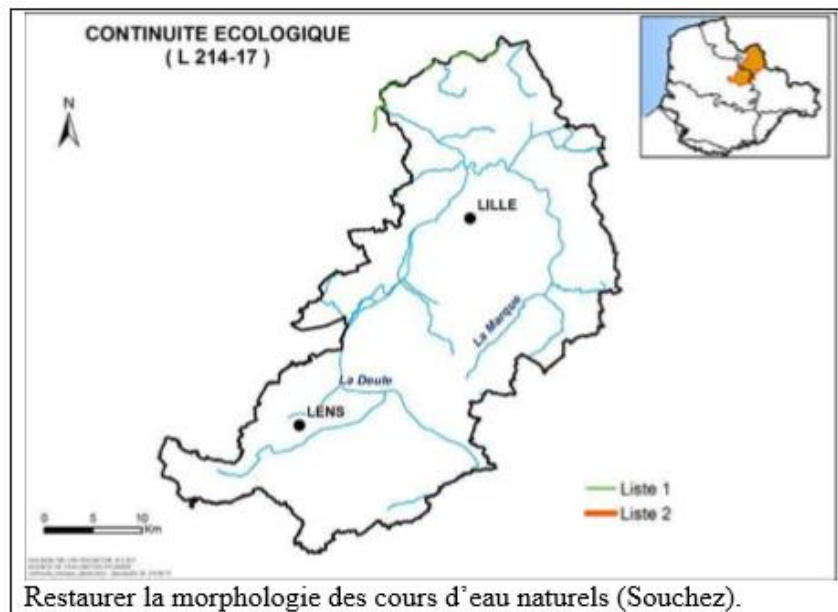 CONTINUITE ECOLOGIQUE
( L 214-17 )
N
LILLE
La Marque
La Deule
LENS
Liste 1
Liste 2
0 5 10
Km
Restaurer la morphologie des cours d'eau naturels (Souchez).